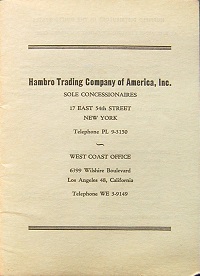 Hambro Trading Company of America, Inc.
SOLE CONCESSIONAIRES
17 EAST 54th STREET
NEW YORK
Telephone PL 9-3150
WEST COAST OFFICE
6399 Wilshire Boulevard
Los Angeles 48, California
Telephone WE 3-9149